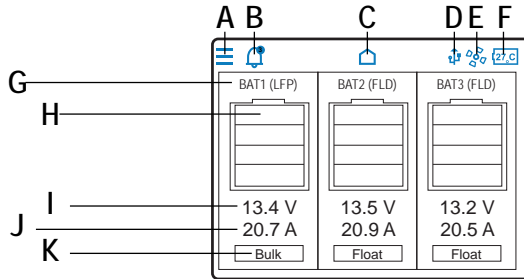 A B C D E F
27°C
G BAT1 (LFP) BAT2 (FLD) BAT3 (FLD)
H
I 13.4 V 13.5 V 13.2 V
J 20.7 A 20.9 A 20.5 A
K Bulk Float Float